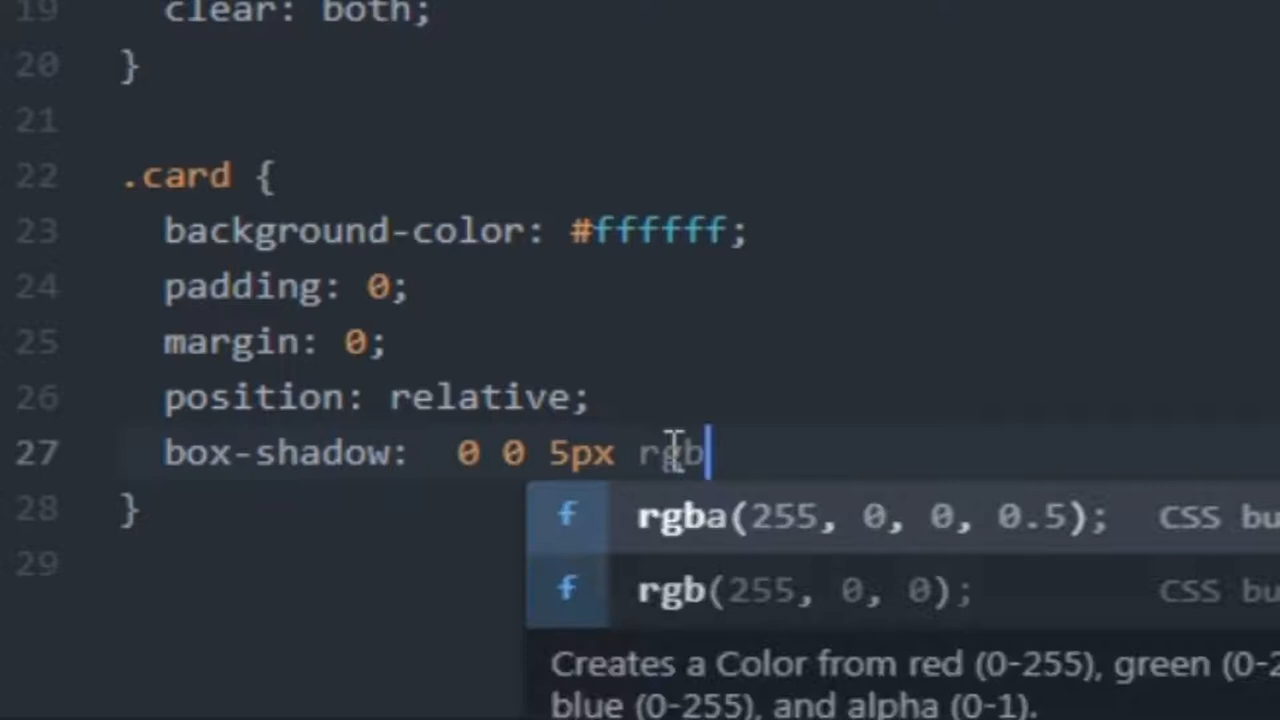 19 clear: both;
20 }
21
22 .card {
23 background-color: #ffffff;
24 padding: 0;
25 margin: 0;
26 position: relative;
27 box-shadow:  0 0 5px rgb
28 }
f rgba(255, 0, 0, 0.5); CSS bu
f rgb(255, 0, 0); CSS bu
29
Creates a Color from red (0-255), green (0-2
blue (0-255), and alpha (0-1).